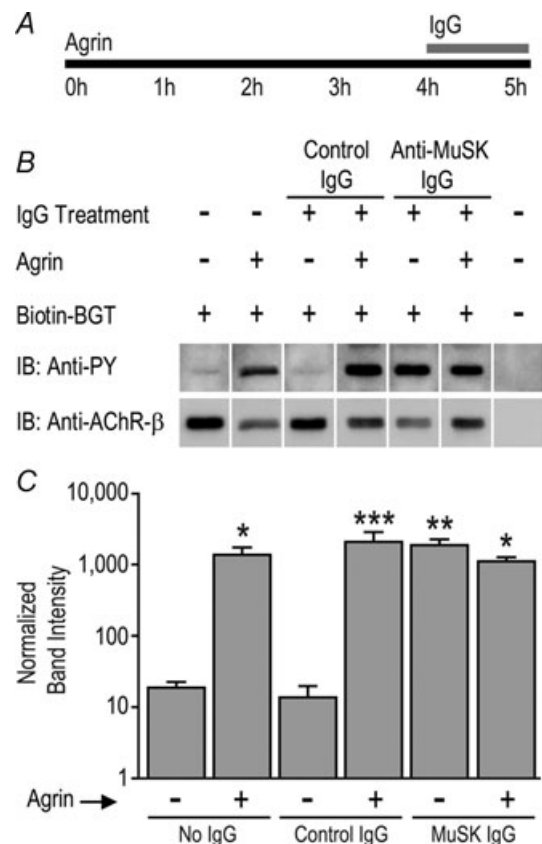 A
Agrin IgG
0h 1h 2h 3h 4h 5h
B
Control IgG Anti-MuSK IgG
IgG Treatment - - + + + + -
Agrin - + - + - + -
Biotin-BGT + + + + + + -
IB: Anti-PY
IB: Anti-AChR-β
C
10,000
1,000
100
10
1
Normalized Band Intensity
* *** ** *
Agrin → - + - + - +
No IgG Control IgG MuSK IgG